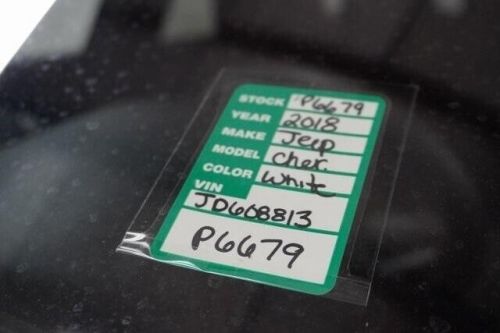 STOCK P6679
YEAR 2018
MAKE Jeep
MODEL Cher.
COLOR White
VIN
JD608813
P6679